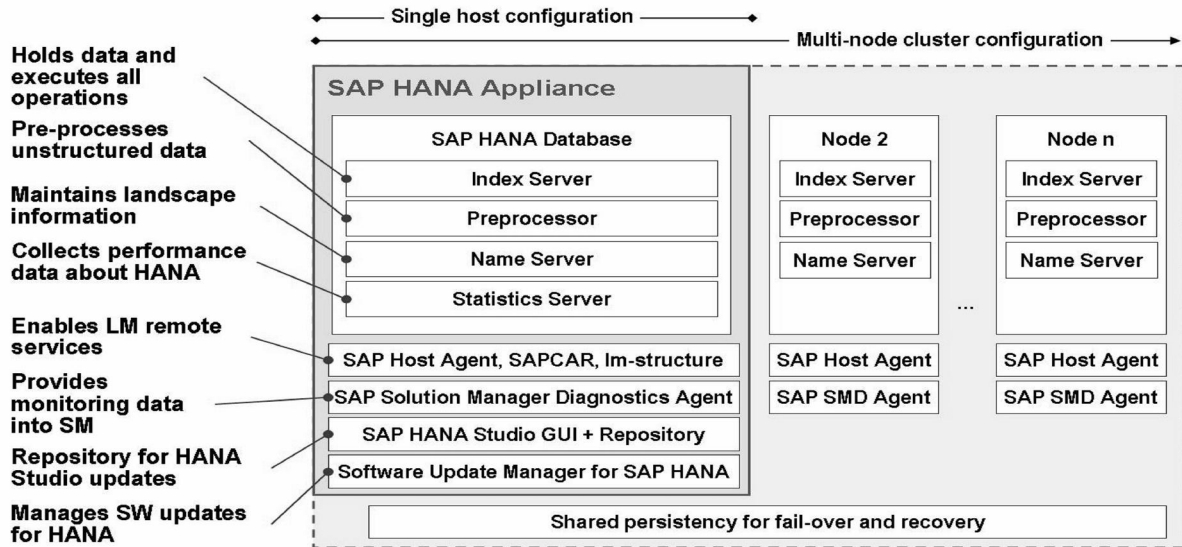 Single host configuration
Multi-node cluster configuration
Holds data and
executes all
operations
Pre-processes
unstructured data
Maintains landscape
information
Collects performance
data about HANA
Enables LM remote
services
Provides
monitoring data
into SM
Repository for HANA
Studio updates
Manages SW updates
for HANA
SAP HANA Appliance
SAP HANA Database
Index Server
Preprocessor
Name Server
Statistics Server
SAP Host Agent, SAPCAR, lm-structure
SAP Solution Manager Diagnostics Agent
SAP HANA Studio GUI + Repository
Software Update Manager for SAP HANA
Node 2
Index Server
Preprocessor
Name Server
SAP Host Agent
SAP SMD Agent
...
Node n
Index Server
Preprocessor
Name Server
SAP Host Agent
SAP SMD Agent
Shared persistency for fail-over and recovery